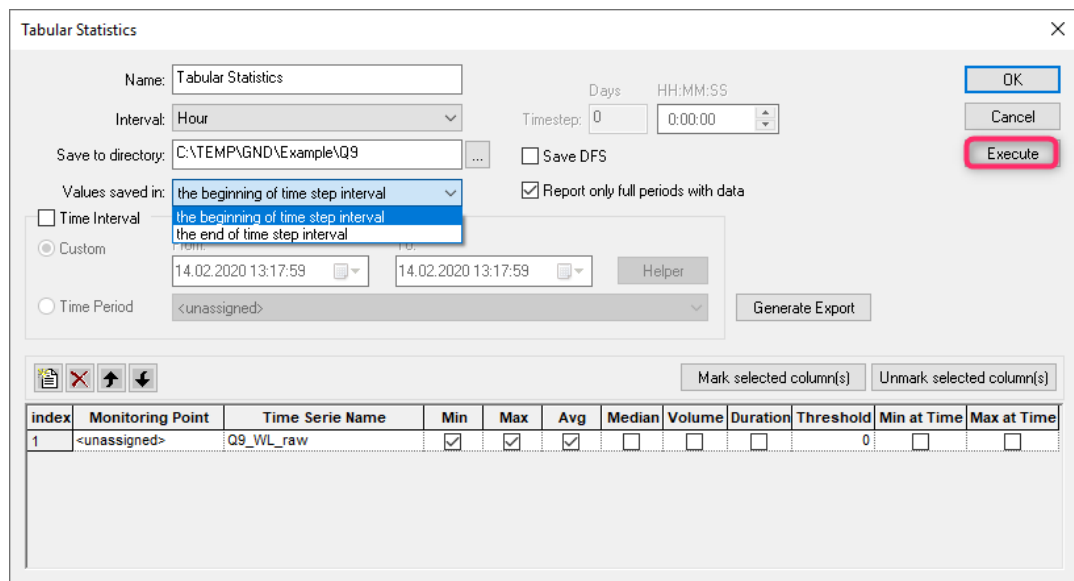 Tabular Statistics
Name: Tabular Statistics
Days HH:MM:SS
OK
Interval: Hour
Timestep: 0 0:00:00
Cancel
Save to directory: C:\TEMP\GND\Example\Q9 ...
Save DFS
Execute
Values saved in: the beginning of time step interval
Report only full periods with data
Time Interval
the beginning of time step interval
the end of time step interval
Custom
14.02.2020 13:17:59 14.02.2020 13:17:59 Helper
Time Period <unassigned> Generate Export
Mark selected column(s) Unmark selected column(s)
index Monitoring Point Time Serie Name Min Max Avg Median Volume Duration Threshold Min at Time Max at Time
1 <unassigned> Q9_WL_raw 0